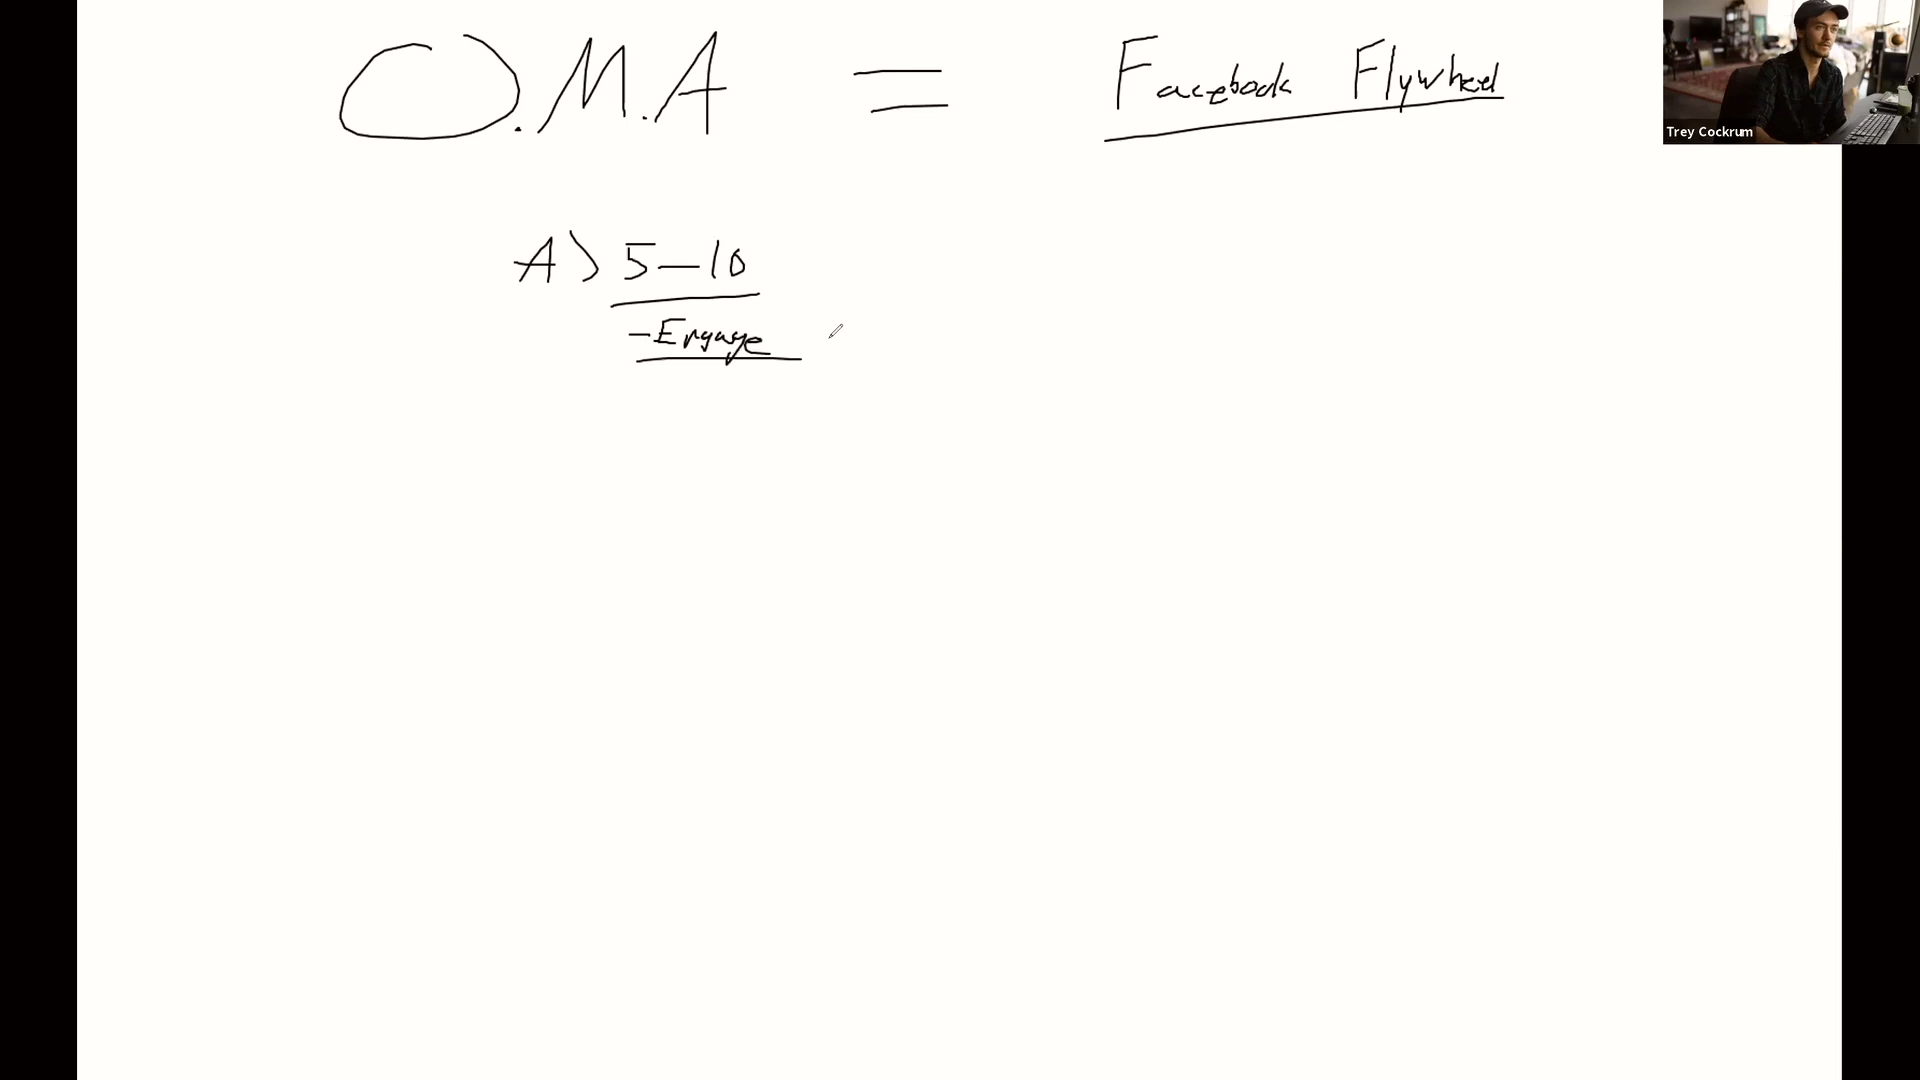 O.M.A = Facebook Flywheel
Trey Cockrum
A) 5-10
- Engage